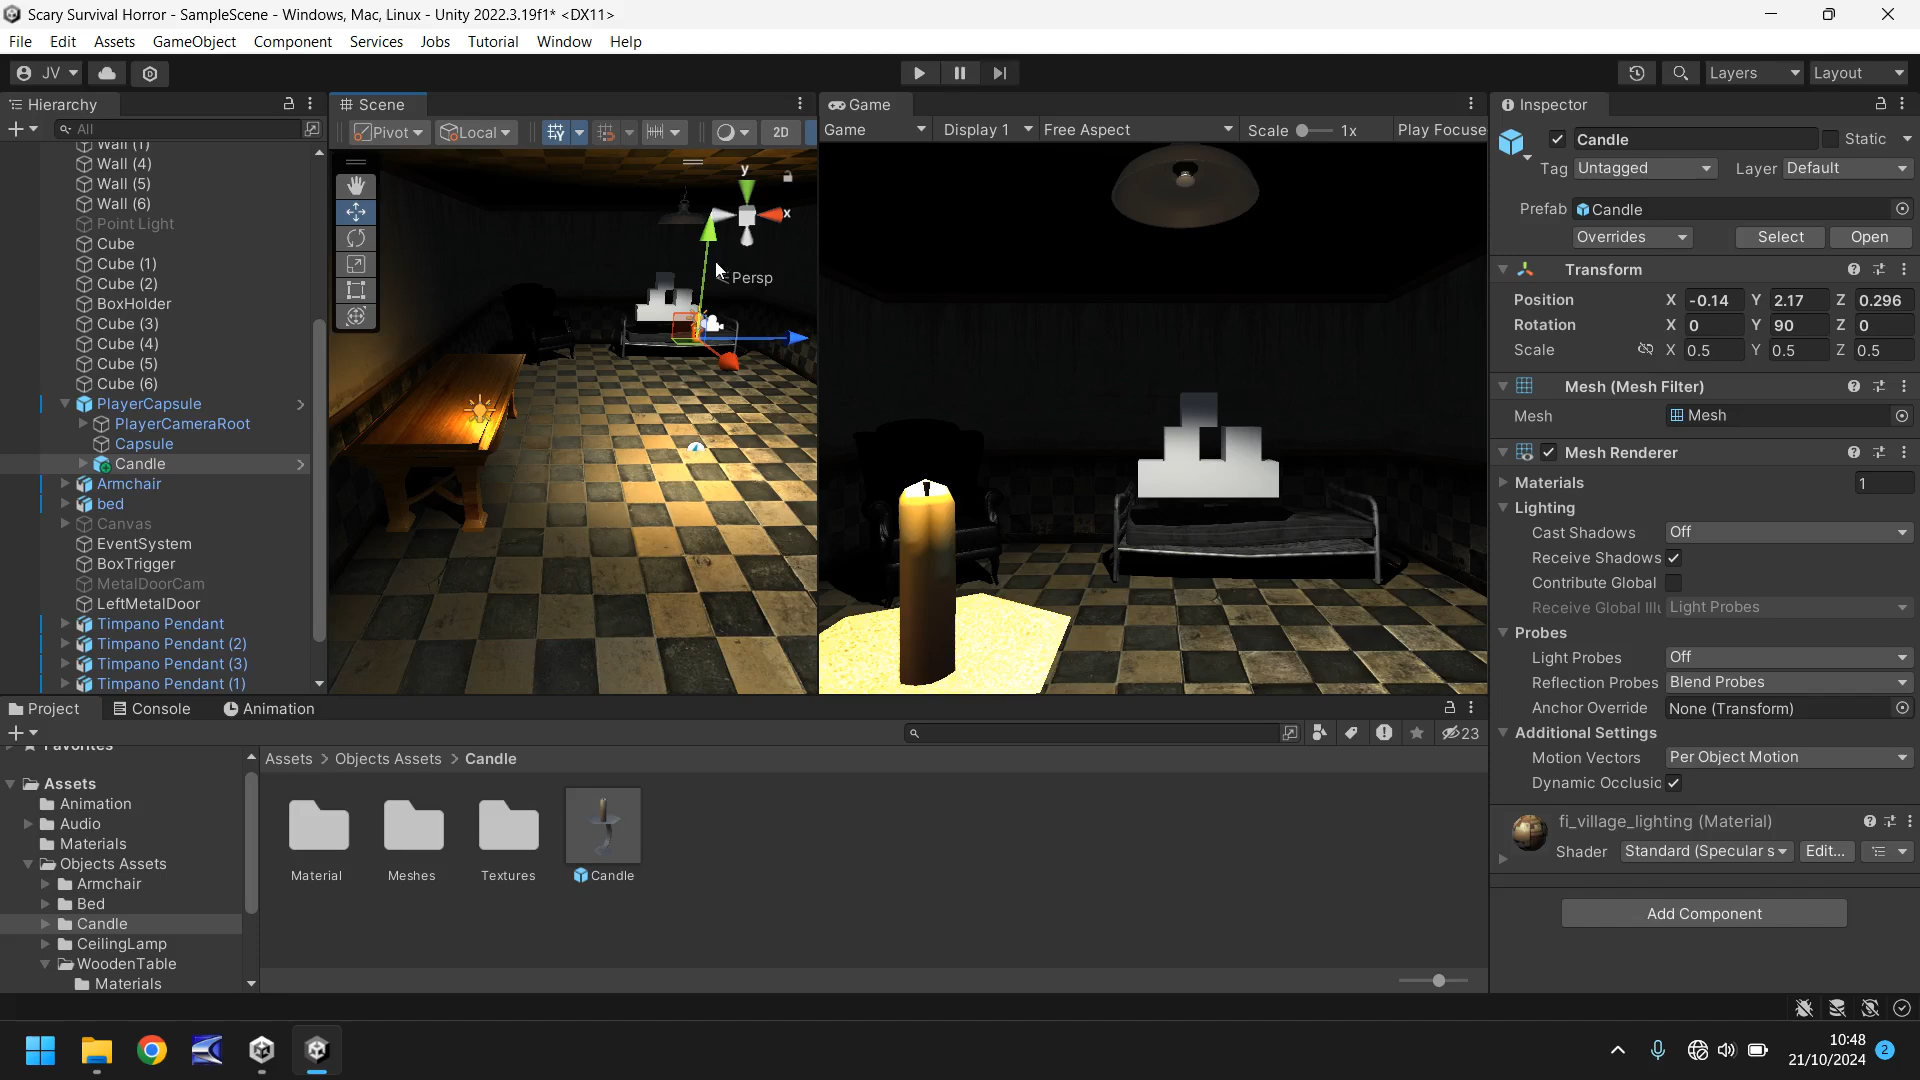 Scary Survival Horror - SampleScene - Windows, Mac, Linux - Unity 2022.3.19f1* <DX11>
File Edit Assets GameObject Component Services Jobs Tutorial Window Help
JV Layers Layout
Hierarchy
All
Wall (1)
Wall (4)
Wall (5)
Wall (6)
Point Light
Cube
Cube (1)
Cube (2)
BoxHolder
Cube (3)
Cube (4)
Cube (5)
Cube (6)
PlayerCapsule
PlayerCameraRoot
Capsule
Candle
Armchair
bed
Canvas
EventSystem
BoxTrigger
MetalDoorCam
LeftMetalDoor
Timpano Pendant
Timpano Pendant (2)
Timpano Pendant (3)
Timpano Pendant (1)
Scene
Pivot Local 2D
y
x
Persp
Game
Game Display 1 Free Aspect Scale 1x Play Focuse
Inspector
Candle Static
Tag Untagged Layer Default
Prefab Candle
Overrides Select Open
Transform
Position X -0.14 Y 2.17 Z 0.296
Rotation X 0 Y 90 Z 0
Scale X 0.5 Y 0.5 Z 0.5
Mesh (Mesh Filter)
Mesh Mesh
Mesh Renderer
Materials 1
Lighting
Cast Shadows Off
Receive Shadows
Contribute Global
Receive Global Illu Light Probes
Probes
Light Probes Off
Reflection Probes Blend Probes
Anchor Override None (Transform)
Additional Settings
Motion Vectors Per Object Motion
Dynamic Occlusic
fi_village_lighting (Material)
Shader Standard (Specular s Edit...
Add Component
Project Console Animation
23
Favorites
Assets
Animation
Audio
Materials
Objects Assets
Armchair
Bed
Candle
CeilingLamp
WoodenTable
Materials
Assets > Objects Assets > Candle
Material Meshes Textures Candle
10:48
21/10/2024
2